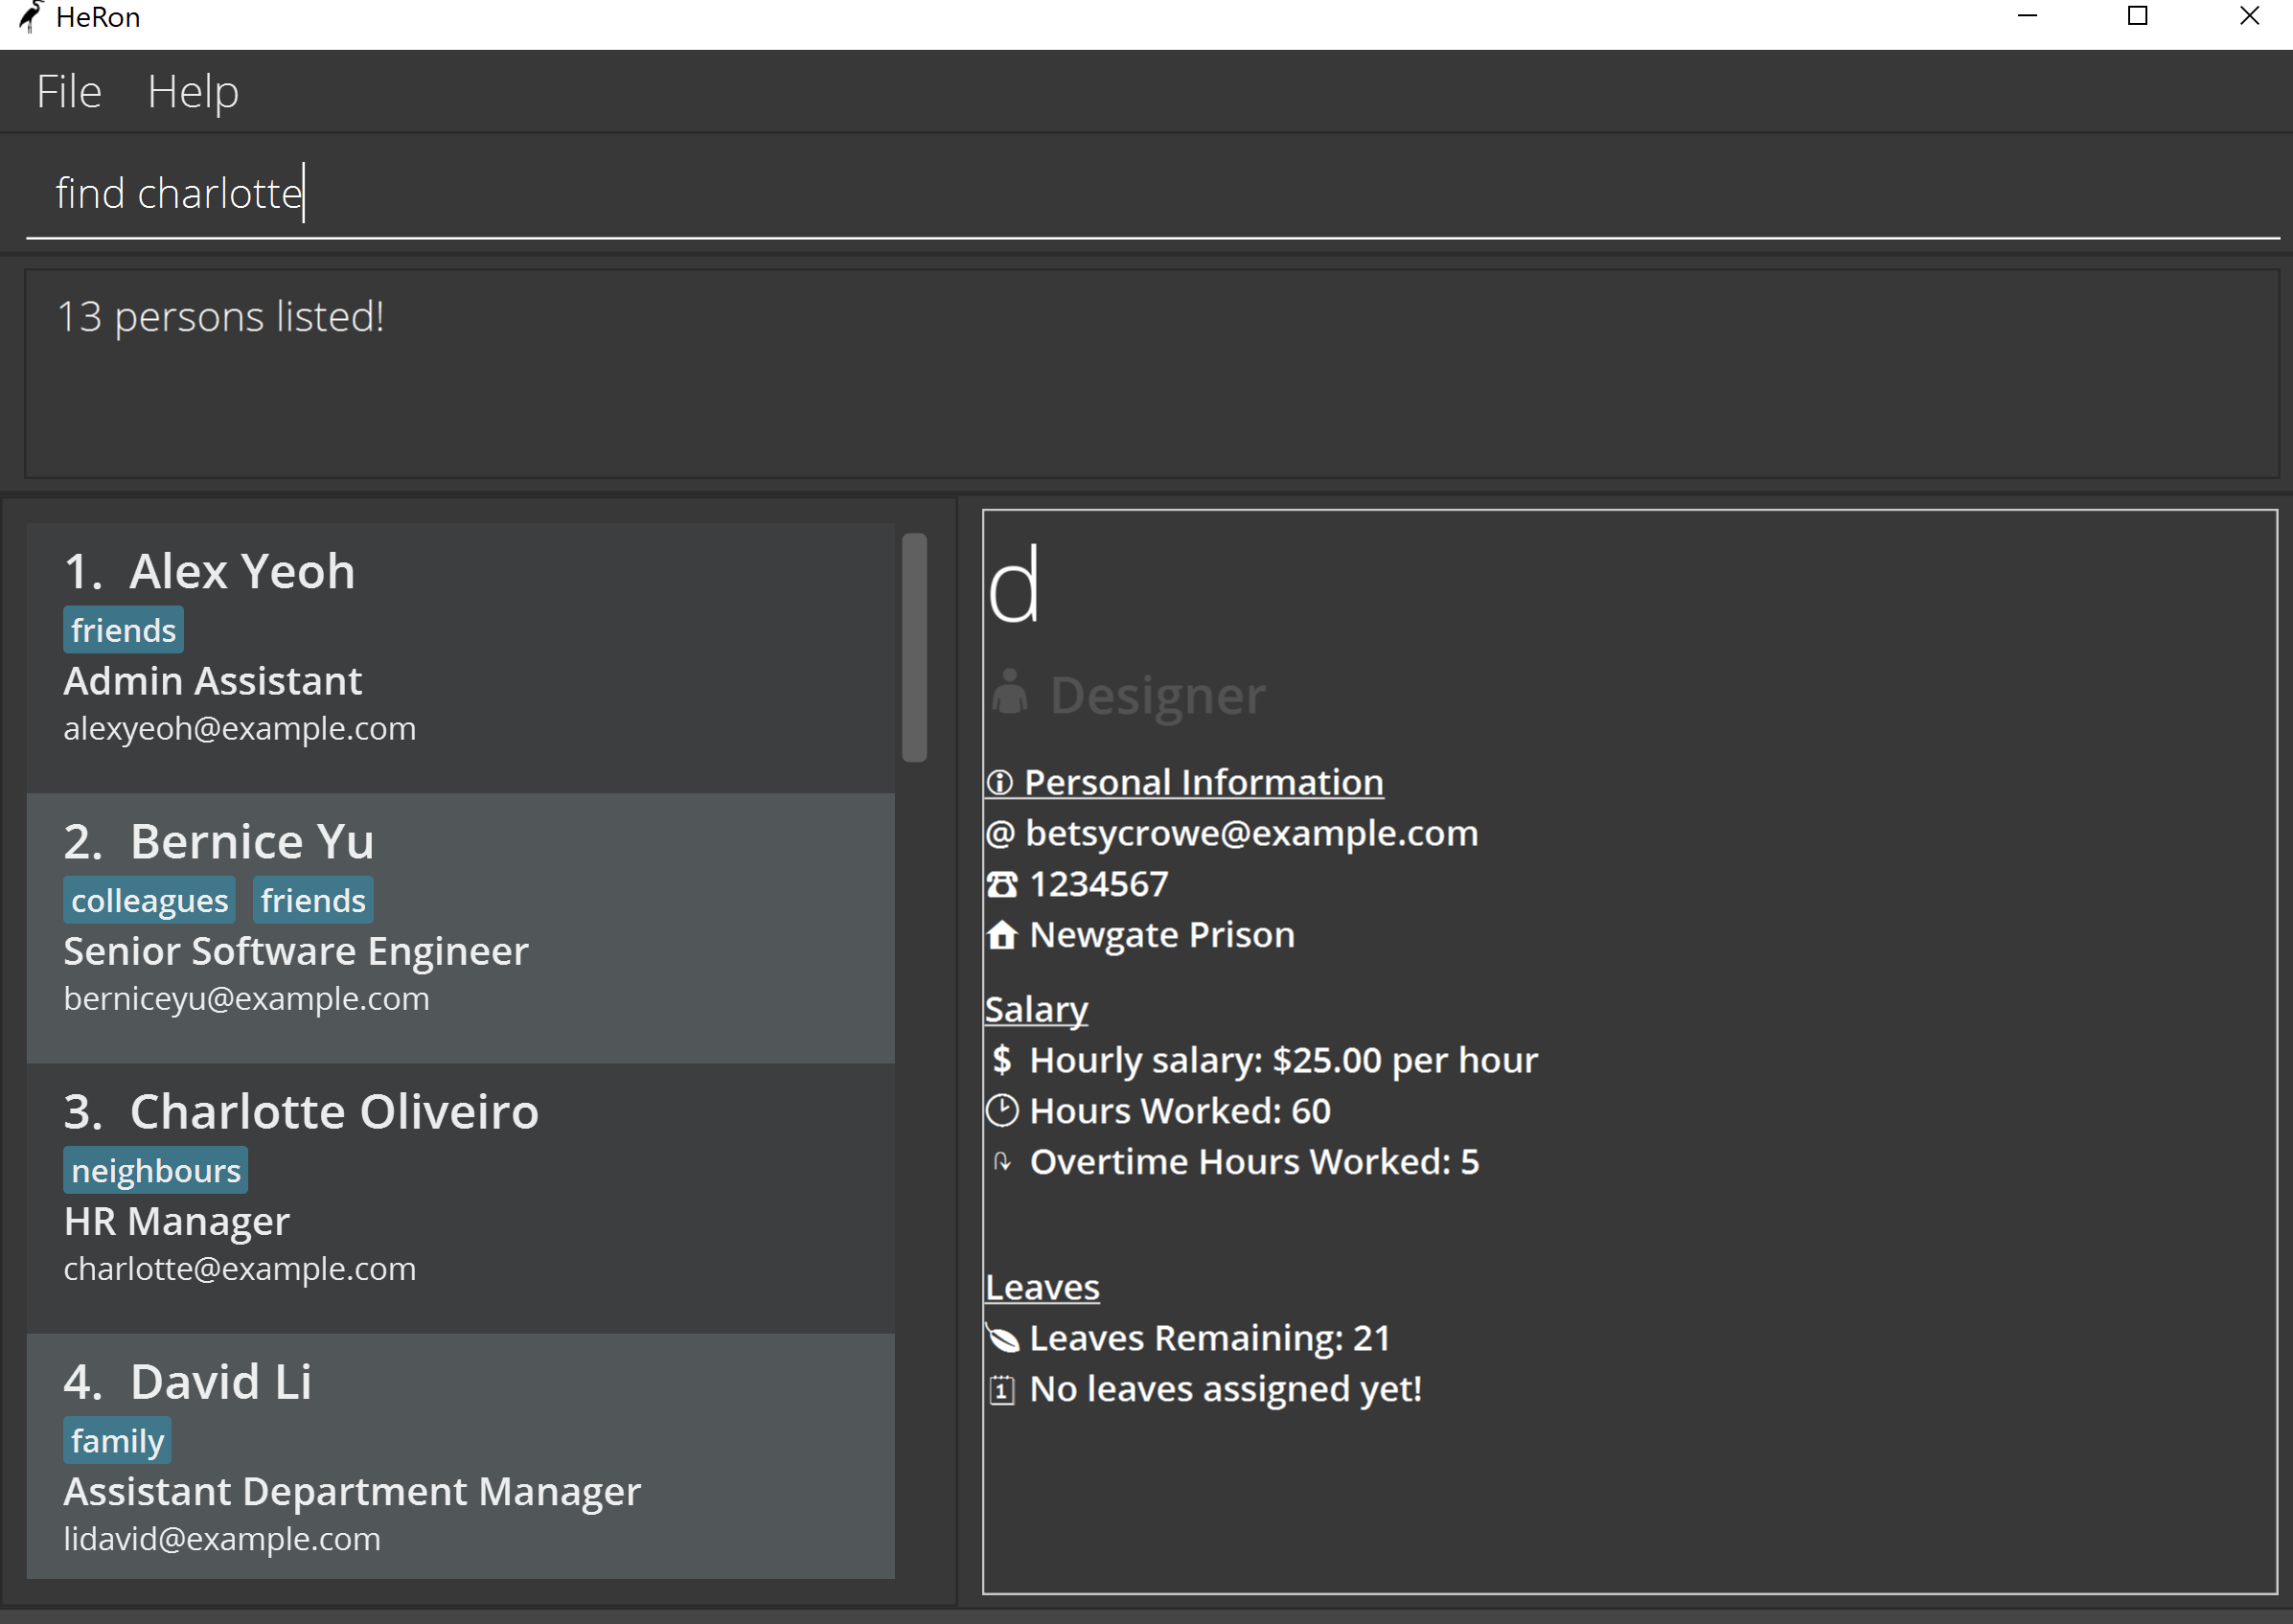 HeRon
File Help
find charlotte
13 persons listed!
1. Alex Yeoh
friends
Admin Assistant
alexyeoh@example.com
2. Bernice Yu
colleagues friends
Senior Software Engineer
berniceyu@example.com
3. Charlotte Oliveiro
neighbours
HR Manager
charlotte@example.com
4. David Li
family
Assistant Department Manager
lidavid@example.com
d
Designer
Personal Information
@ betsycrowe@example.com
1234567
Newgate Prison
Salary
$ Hourly salary: $25.00 per hour
Hours Worked: 60
Overtime Hours Worked: 5
Leaves
Leaves Remaining: 21
1 No leaves assigned yet!